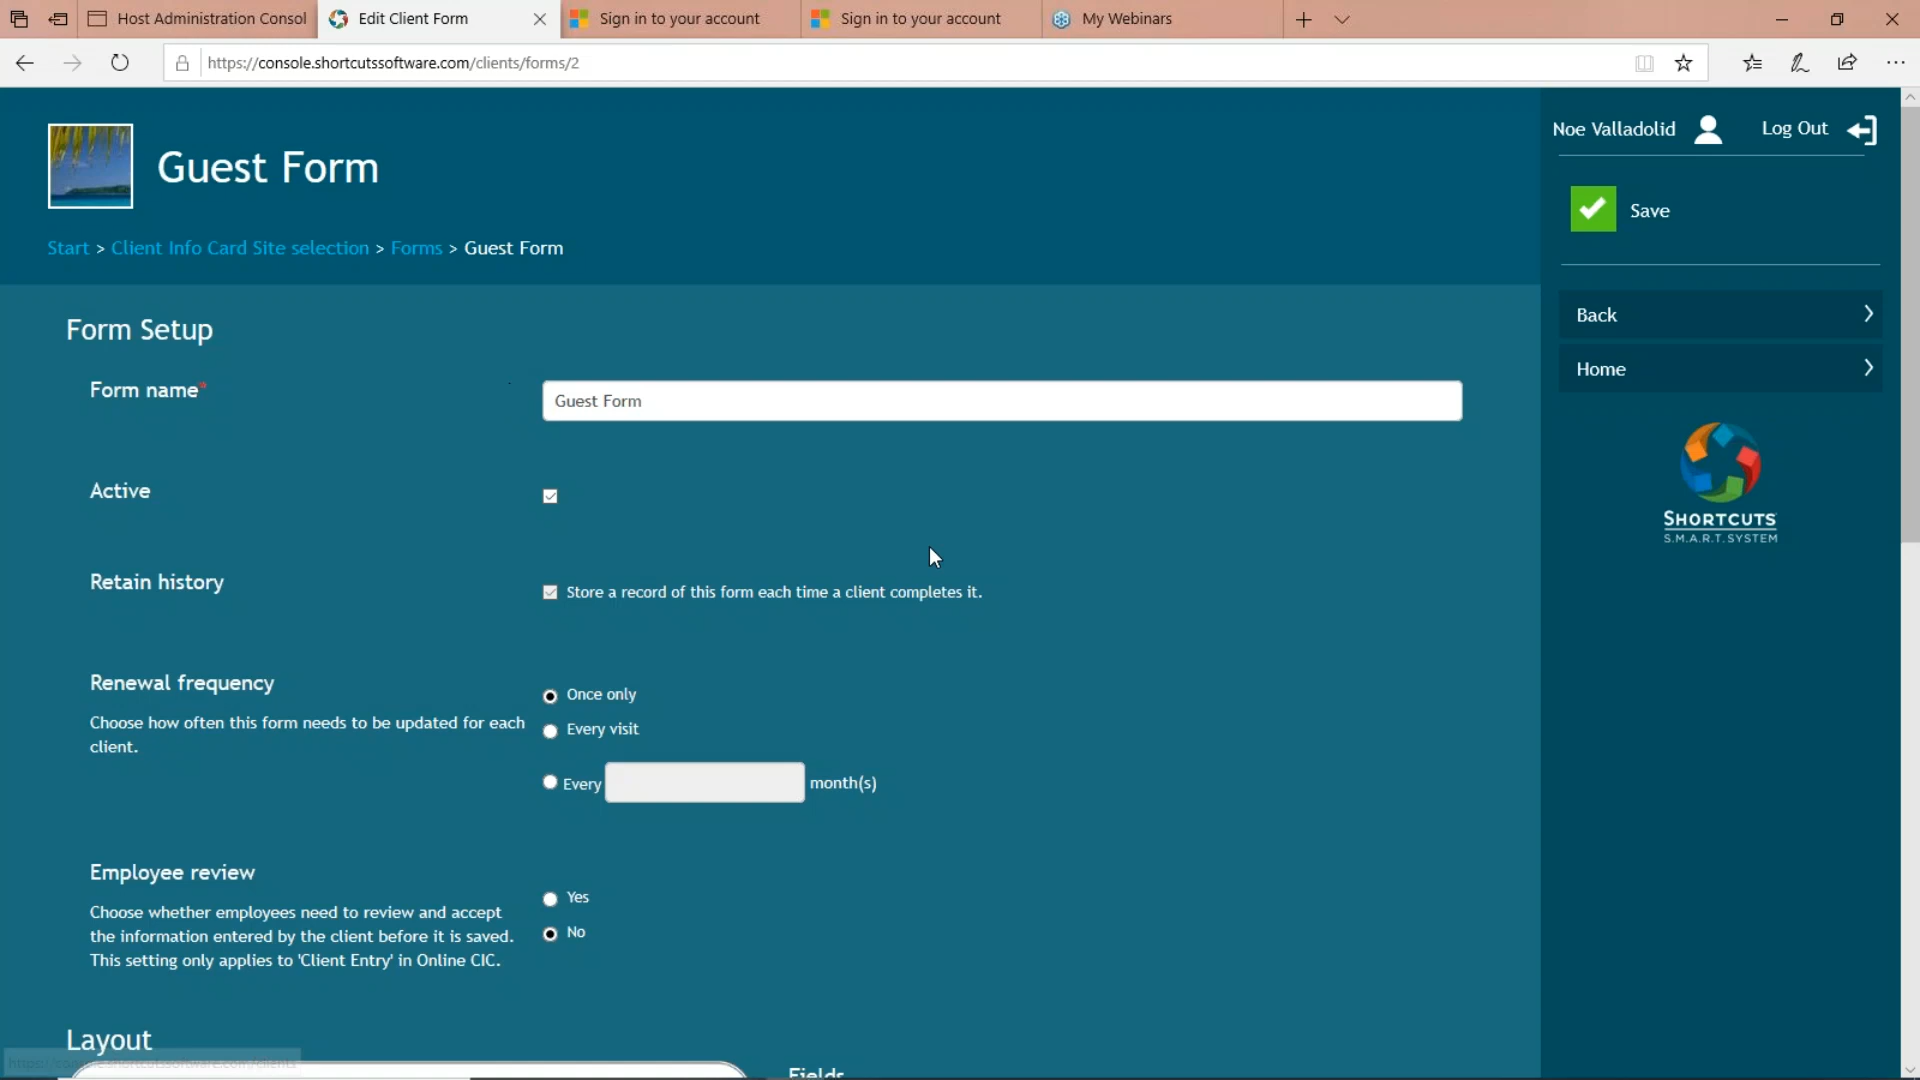 Host Administration Consol
Edit Client Form
Sign in to your account
Sign in to your account
My Webinars
https://console.shortcutssoftware.com/clients/forms/2
Guest Form
Noe Valladolid
Log Out
Start > Client Info Card Site selection > Forms > Guest Form
Save
Back
Home
SHORTCUTS
S.M.A.R.T. SYSTEM
Form Setup
Form name*
Guest Form
Active
Retain history
Store a record of this form each time a client completes it.
Renewal frequency
Choose how often this form needs to be updated for each
client.
Once only
Every visit
Every
month(s)
Employee review
Choose whether employees need to review and accept
the information entered by the client before it is saved.
This setting only applies to 'Client Entry' in Online CIC.
Yes
No
Layout
https://console.shortcutssoftware.com/clients
Fields